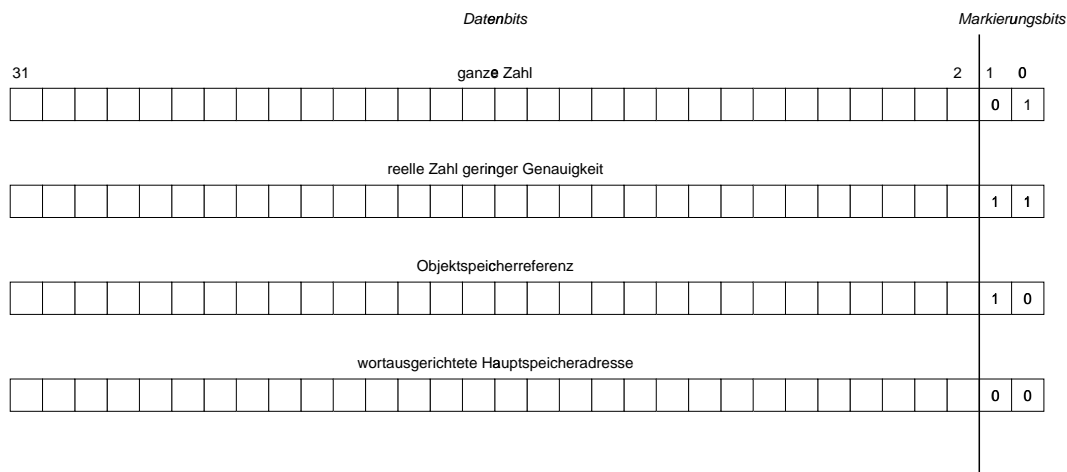 Datenbits Markierungsbits
31 ganze Zahl 2 1 0
0 1
reelle Zahl geringer Genauigkeit
1 1
Objektspeicherreferenz
1 0
wortausgerichtete Hauptspeicheradresse
0 0